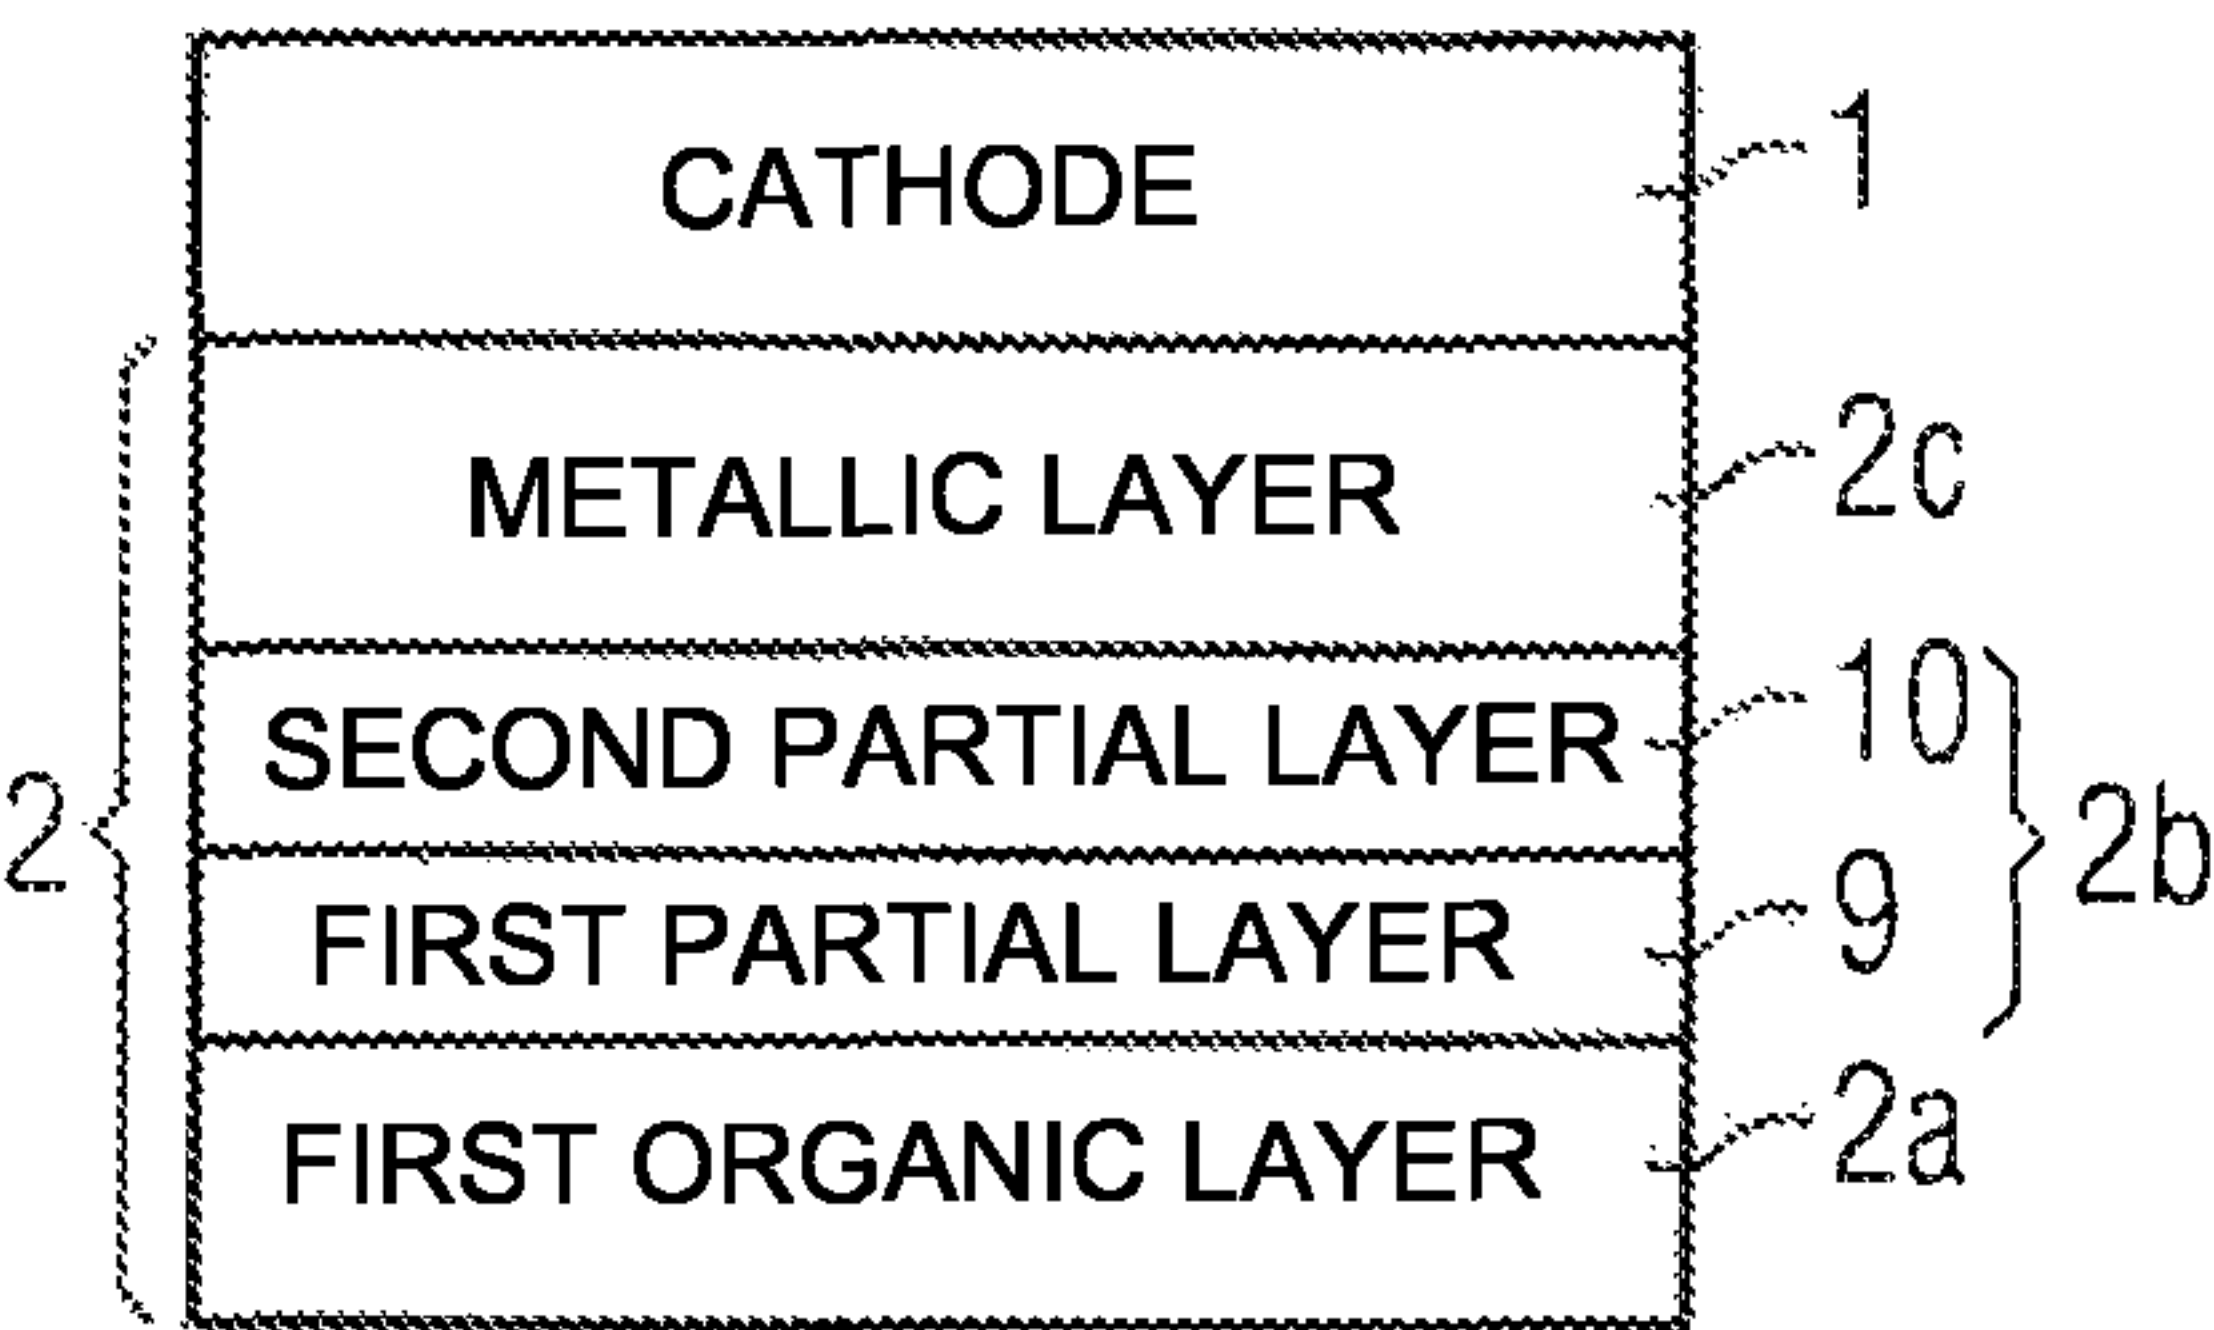 CATHODE 1
METALLIC LAYER 2c
SECOND PARTIAL LAYER 10
2 2b
FIRST PARTIAL LAYER 9
FIRST ORGANIC LAYER 2a